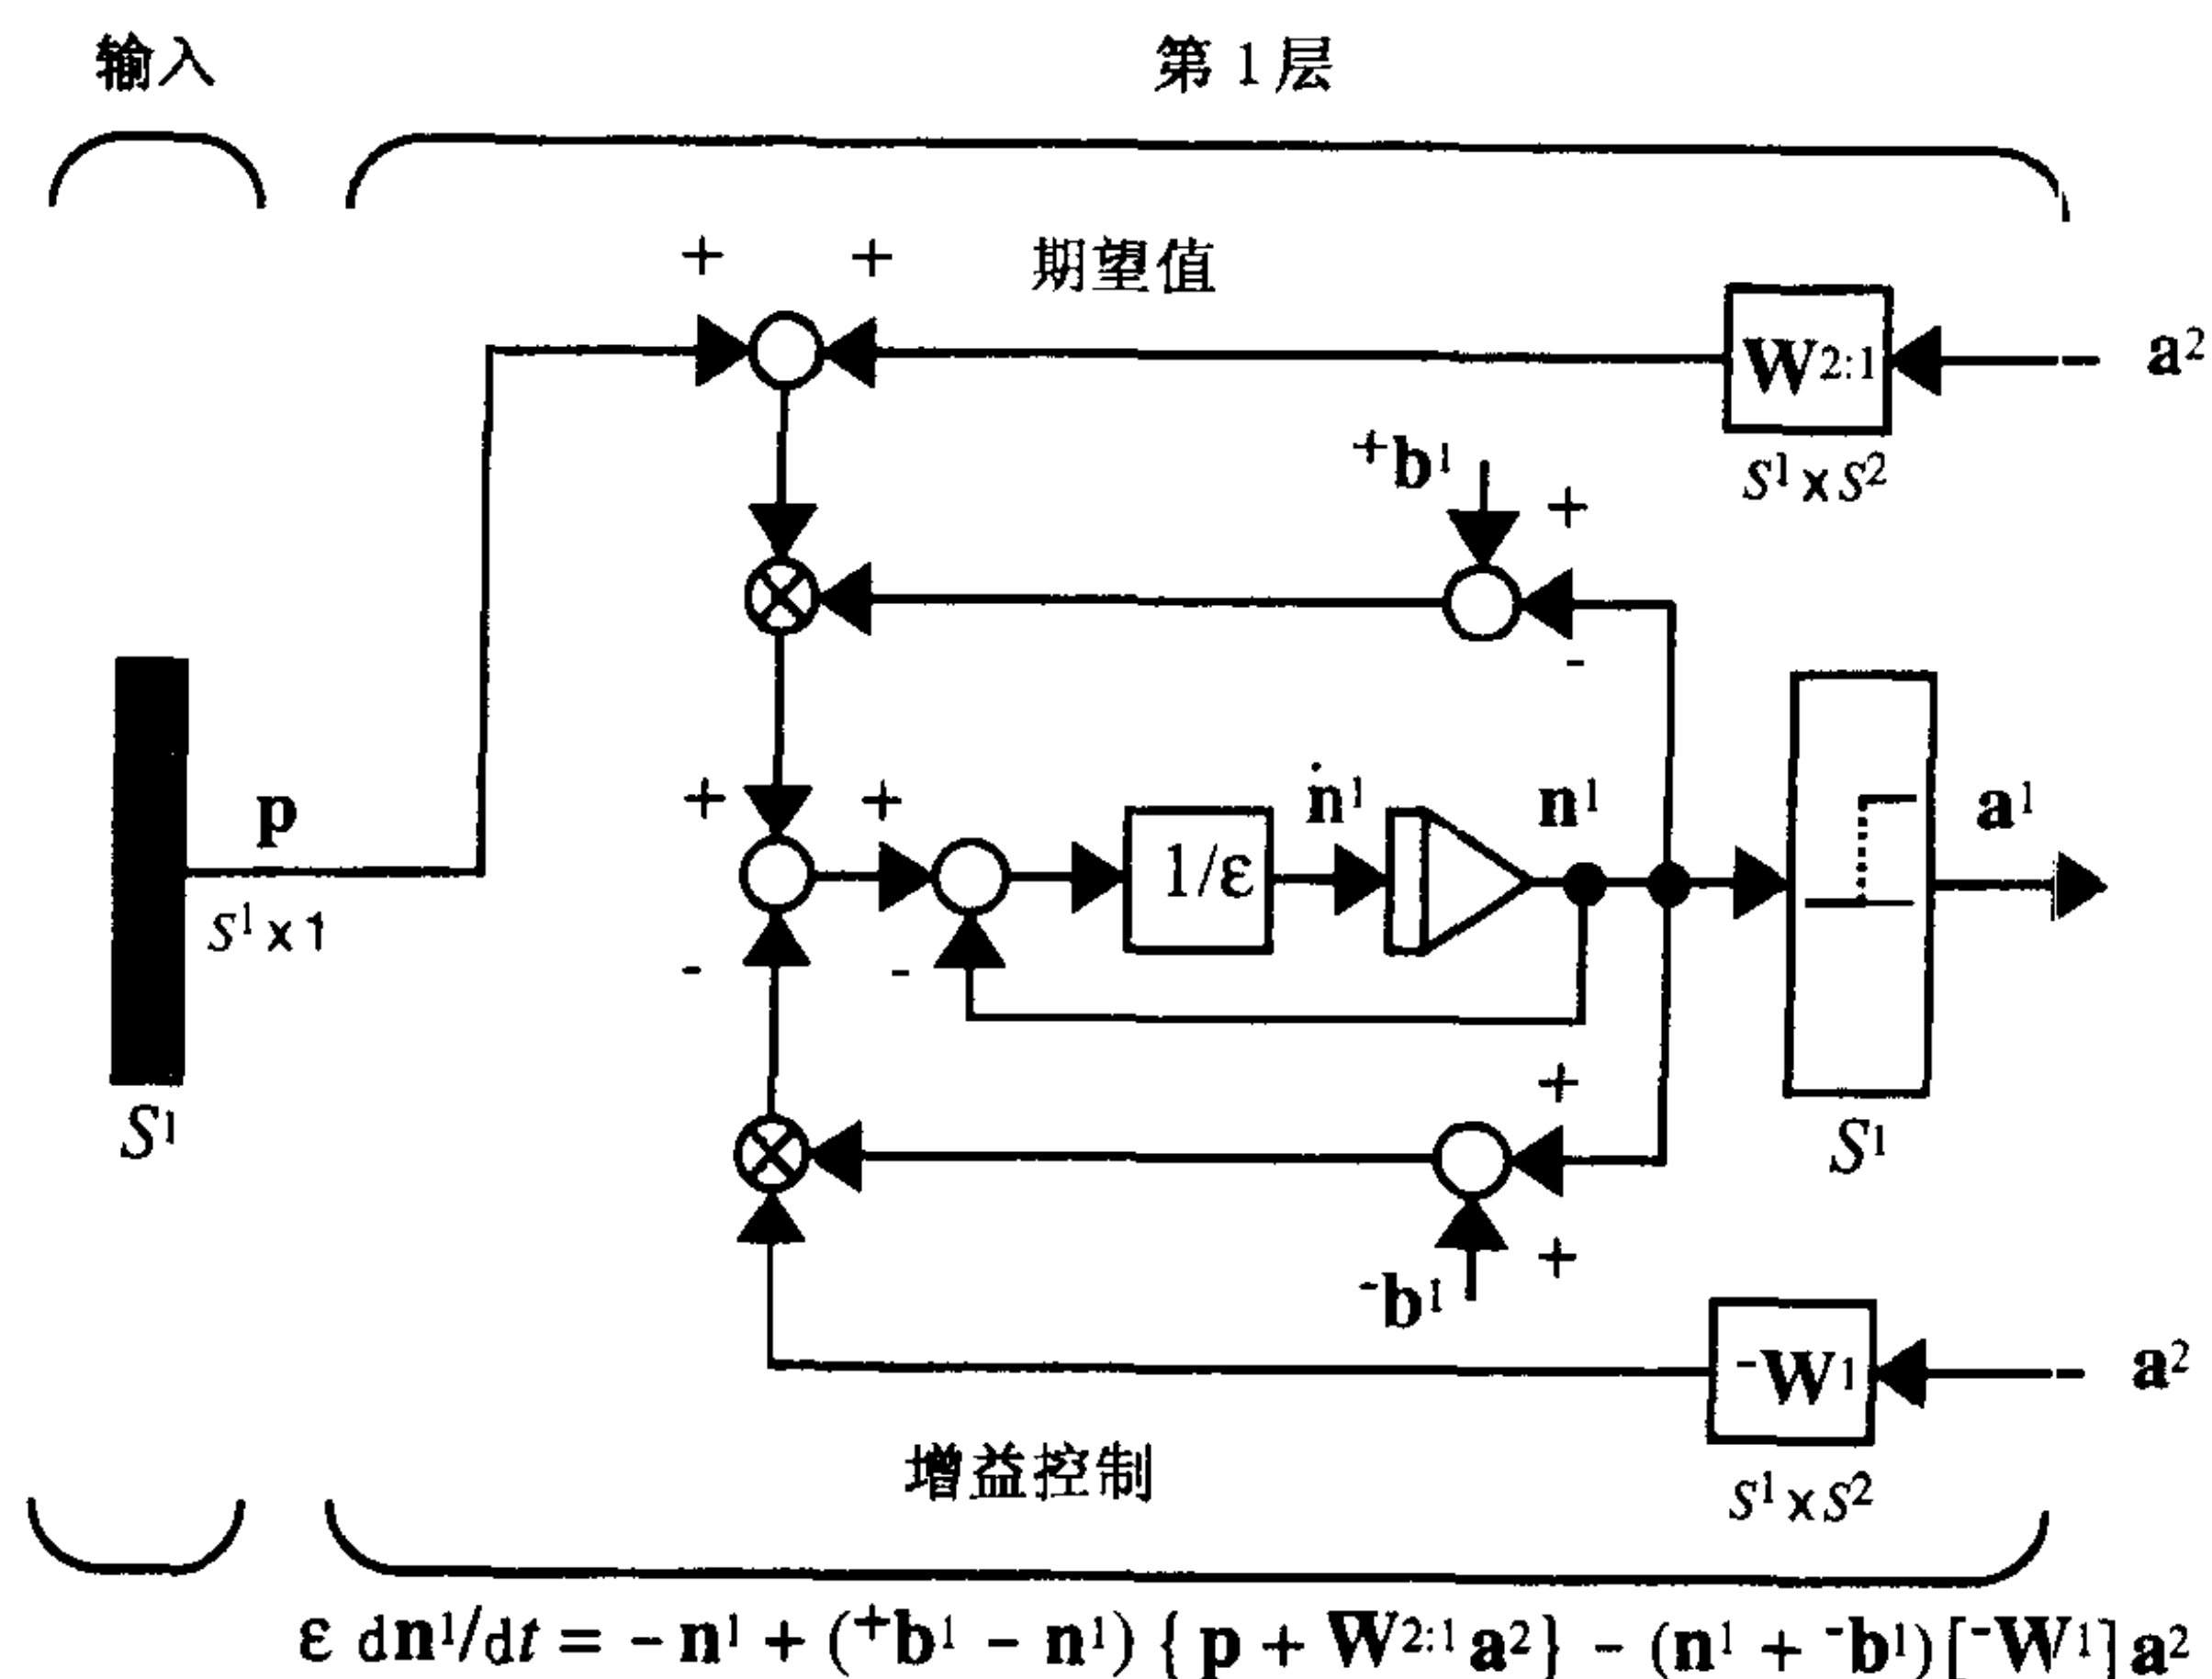 输入 第1层
+ + 期望值
W²:¹ a²
⁺b¹ + S¹×S²
-
p + + ṅ¹ n¹ a¹
1/ε
S¹×1 - -
S¹ + S¹
⁻b¹ +
⁻W¹ a²
增益控制 S¹×S²
ε dn¹/dt = − n¹ + (⁺b¹ − n¹) { p + W²:¹ a²} − (n¹ + ⁻b¹) [⁻W¹] a²